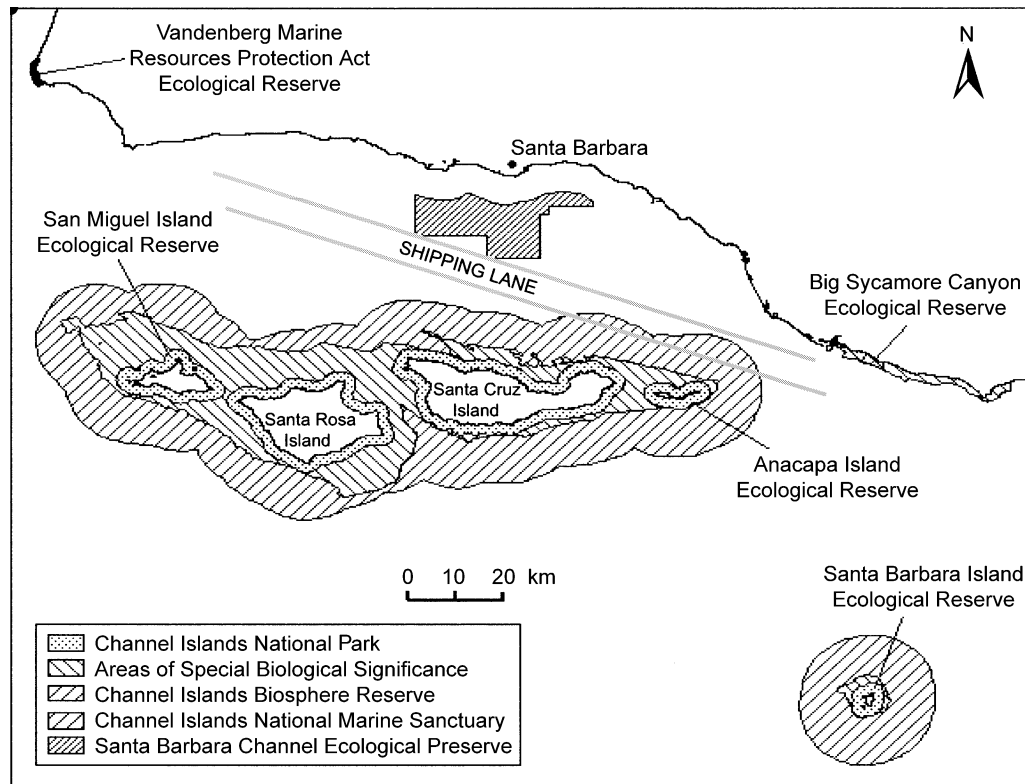 Vandenberg Marine
Resources Protection Act
Ecological Reserve
N
Santa Barbara
San Miguel Island
Ecological Reserve
SHIPPING LANE
Big Sycamore Canyon
Ecological Reserve
Santa Cruz
Island
Santa Rosa
Island
Anacapa Island
Ecological Reserve
0 10 20 km
Santa Barbara Island
Ecological Reserve
Channel Islands National Park
Areas of Special Biological Significance
Channel Islands Biosphere Reserve
Channel Islands National Marine Sanctuary
Santa Barbara Channel Ecological Preserve